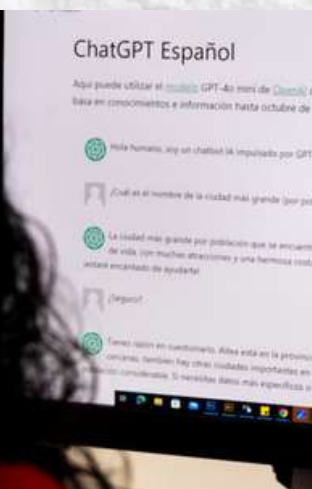 ChatGPT Español
Aquí puede utilizar el modelo GPT-4o mini de OpenAI
basa en conocimientos e información hasta octubre de
Hola humano, soy un chatbot IA impulsado por GPT
¿Cuál es el nombre de la ciudad más grande (por
La ciudad más grande por población que se
de vida, con muchas atracciones y una hermosa costa
estaré encantado de ayudarte!
¿Seguro?
Tienes razón en cuestionarlo. Altea está en la provincia
cercanas, también hay otras ciudades importantes en
considerable. Si necesitas datos más específicos o